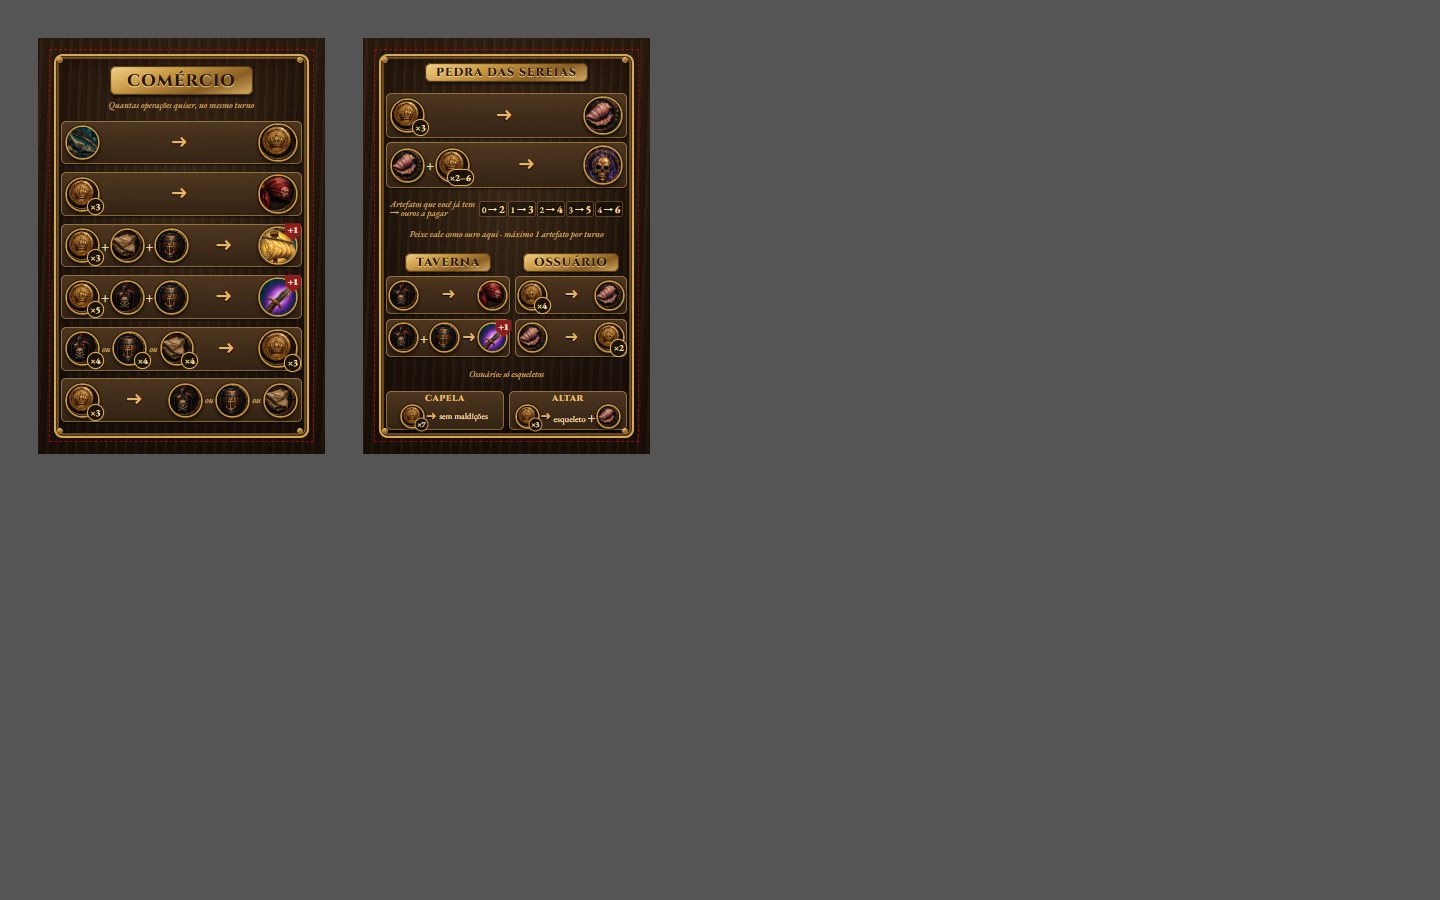 COMÉRCIO
Quantas operações quiser, no mesmo turno
×3
×3 + + +1
×5 + + +1
×4 ou ×4 ou ×4 ×3
×3 ou ou
PEDRA DAS SEREIAS
×3
+ ×2–6
Artefatos que você já tem
→ ouros a pagar
0→2 1→3 2→4 3→5 4→6
Peixe vale como ouro aqui · máximo 1 artefato por turno
TAVERNA
+ +1
OSSUÁRIO
×4
×2
Ossuário: só esqueletos
CAPELA
×7 → sem maldições
ALTAR
×3 → esqueleto +